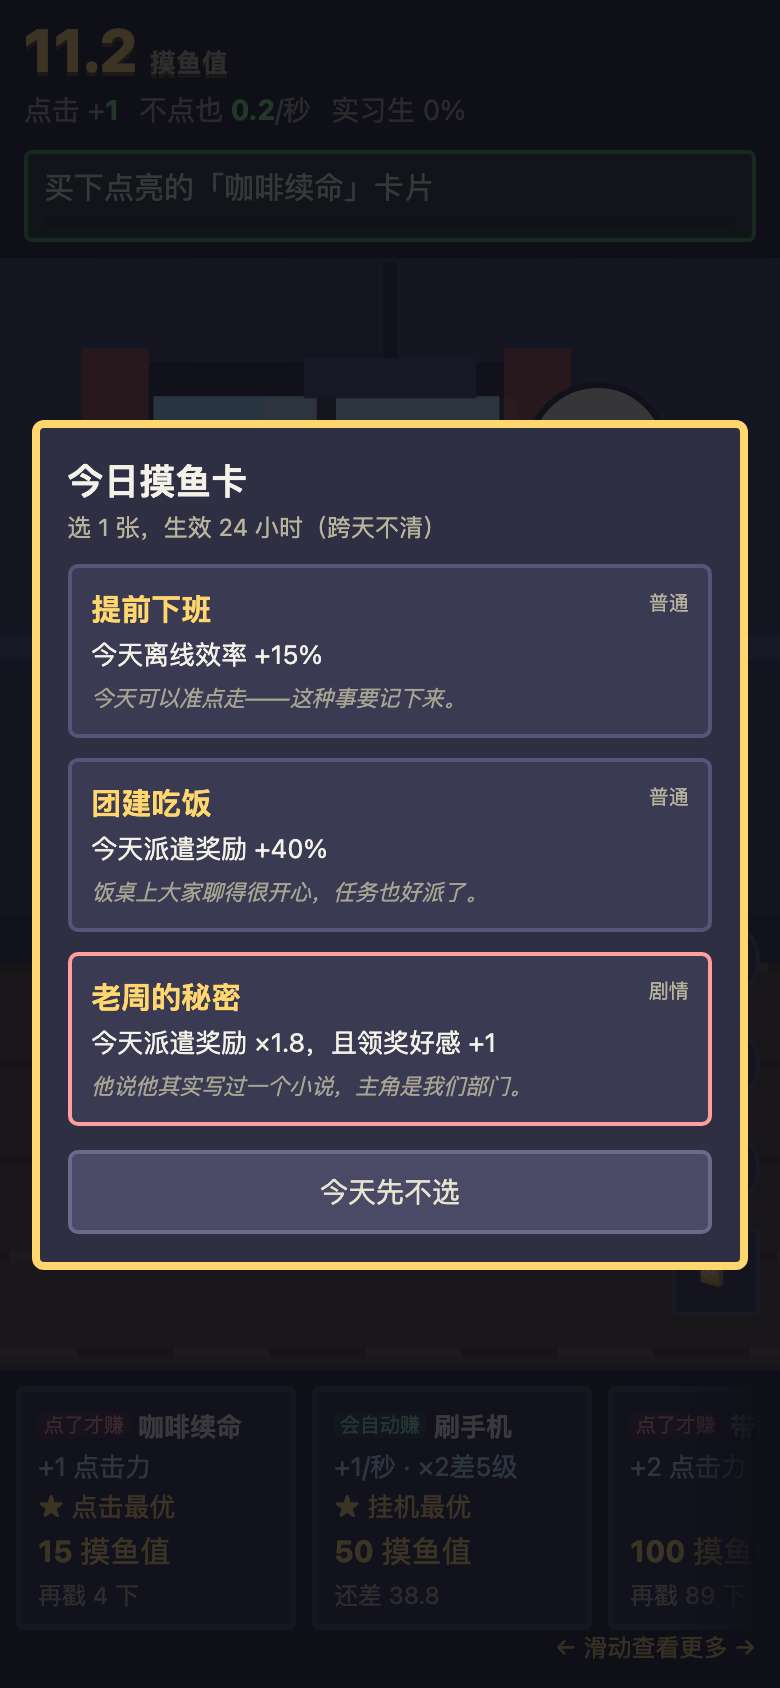 11.2 摸鱼值
点击 +1 不点也 0.2/秒 实习生 0%
买下点亮的「咖啡续命」卡片
今日摸鱼卡
选 1 张，生效 24 小时（跨天不清）
提前下班 普通
今天离线效率 +15%
今天可以准点走——这种事要记下来。
团建吃饭 普通
今天派遣奖励 +40%
饭桌上大家聊得很开心，任务也好派了。
老周的秘密 剧情
今天派遣奖励 ×1.8，且领奖好感 +1
他说他其实写过一个小说，主角是我们部门。
今天先不选
点了才赚 咖啡续命
+1 点击力
★ 点击最优
15 摸鱼值
再戳 4 下
会自动赚 刷手机
+1/秒 · ×2差5级
★ 挂机最优
50 摸鱼值
还差 38.8
点了才赚 带
+2 点击力
100 摸鱼
再戳 89 下
← 滑动查看更多 →